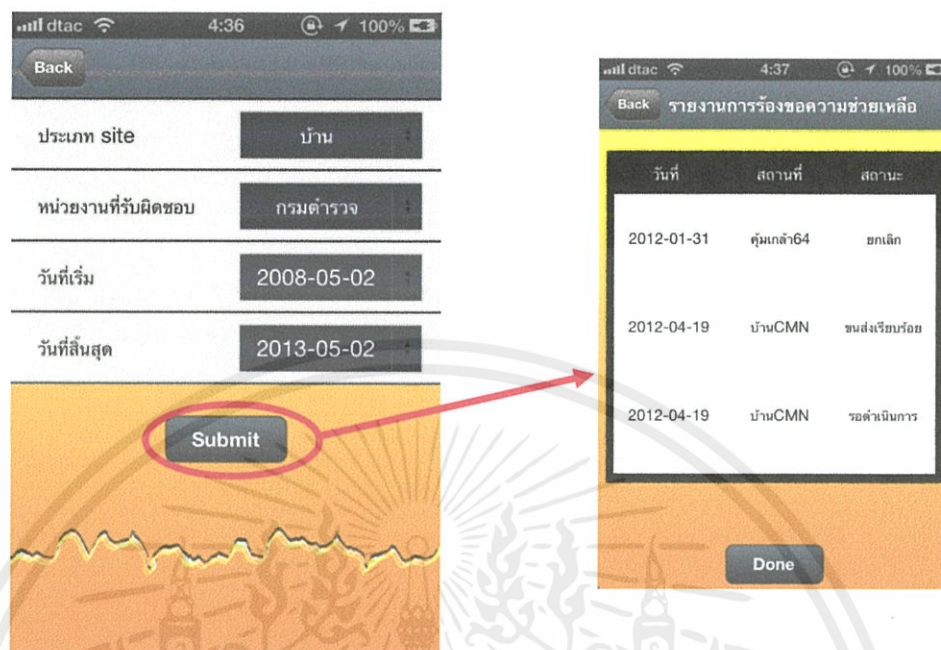 dtac 4:36 100%
Back
ประเภท site บ้าน
หน่วยงานที่รับผิดชอบ กรมตำรวจ
วันที่เริ่ม 2008-05-02
วันที่สิ้นสุด 2013-05-02
Submit
dtac 4:37 100%
Back รายงานการร้องขอความช่วยเหลือ
วันที่ สถานที่ สถานะ
2012-01-31 คุ้มเกล้า64 ยกเลิก
2012-04-19 บ้านCMN ขนส่งเรียบร้อย
2012-04-19 บ้านCMN รอดำเนินการ
Done